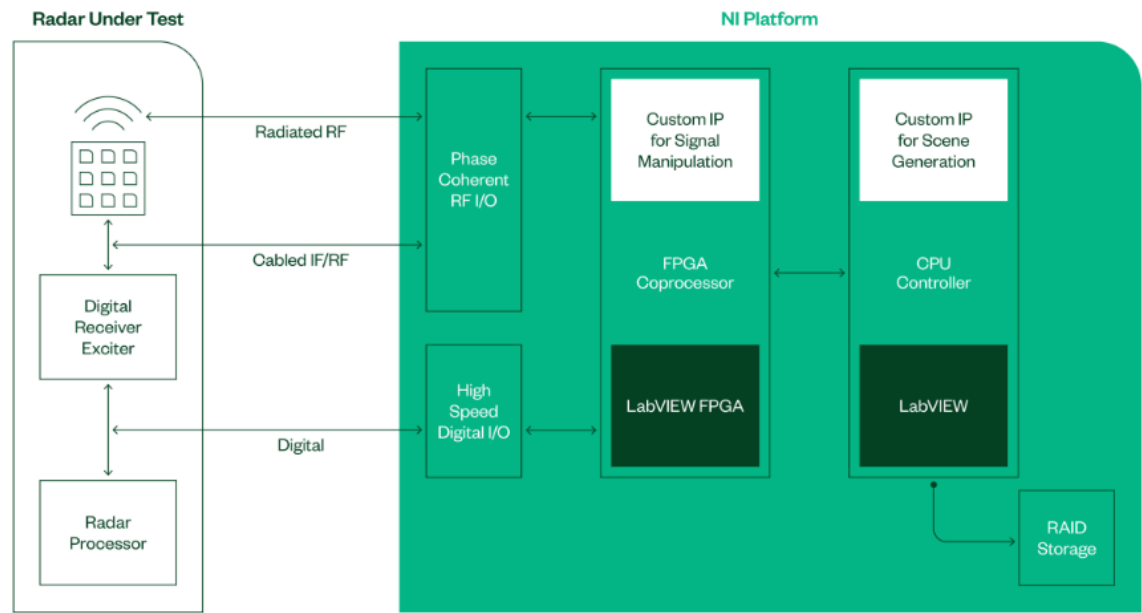 Radar Under Test
NI Platform
Radiated RF
Cabled IF/RF
Digital
Receiver
Exciter
Digital
Radar
Processor
Phase
Coherent
RF I/O
High
Speed
Digital I/O
Custom IP
for Signal
Manipulation
FPGA
Coprocessor
LabVIEW FPGA
Custom IP
for Scene
Generation
CPU
Controller
LabVIEW
RAID
Storage